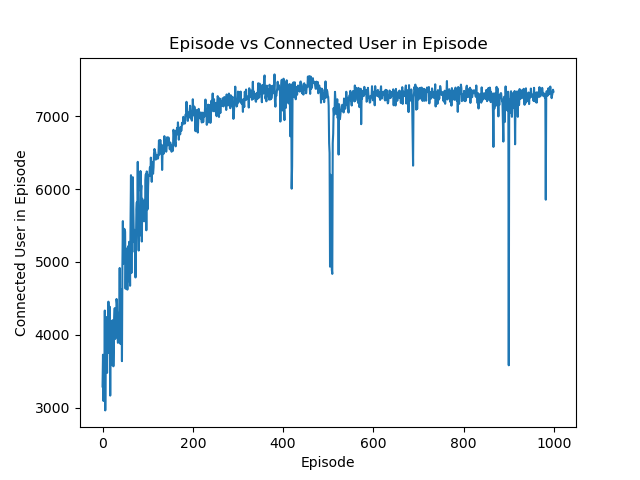 Episode vs Connected User in Episode
Connected User in Episode
7000
6000
5000
4000
3000
0 200 400 600 800 1000
Episode